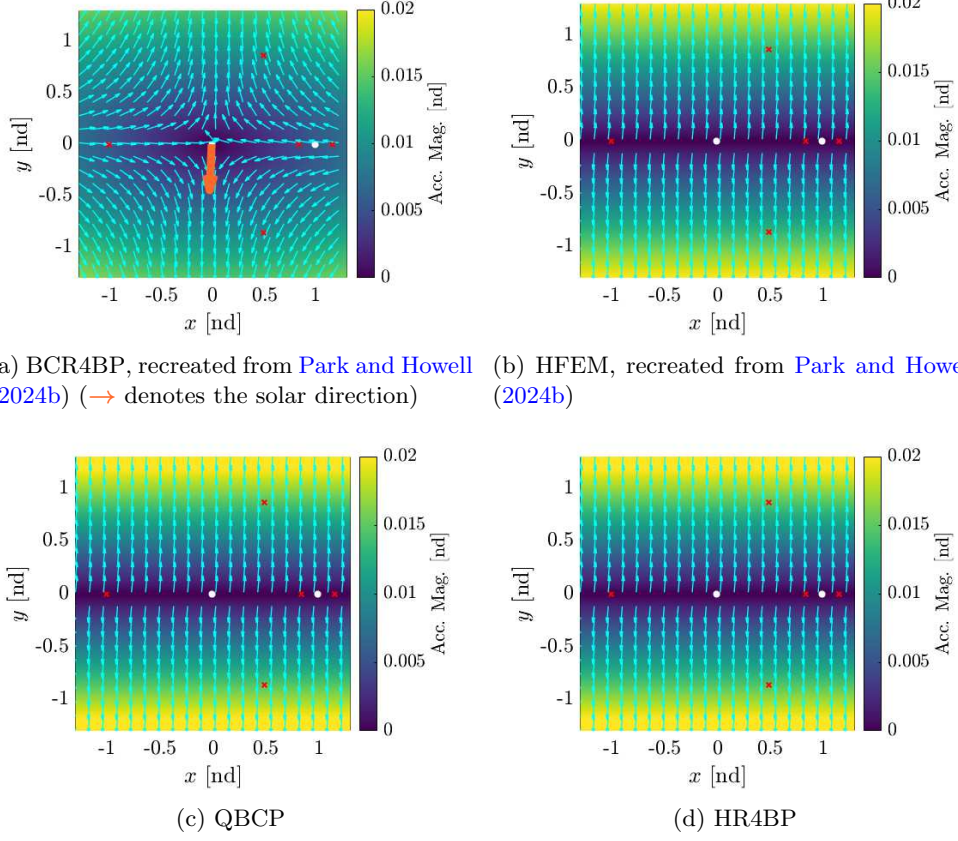 0.02
0.02
1
0.5
0
-0.5
-1
y [nd]
0.015
0.01
0.005
0
Acc. Mag. [nd]
-1 -0.5 0 0.5 1
x [nd]
1
0.5
0
-0.5
-1
y [nd]
0.015
0.01
0.005
0
Acc. Mag. [nd]
-1 -0.5 0 0.5 1
x [nd]
a) BCR4BP, recreated from Park and Howell
2024b) (→ denotes the solar direction)
(b) HFEM, recreated from Park and Howe
(2024b)
1
0.5
0
-0.5
-1
y [nd]
0.02
0.015
0.01
0.005
0
Acc. Mag. [nd]
-1 -0.5 0 0.5 1
x [nd]
(c) QBCP
1
0.5
0
-0.5
-1
y [nd]
0.02
0.015
0.01
0.005
0
Acc. Mag. [nd]
-1 -0.5 0 0.5 1
x [nd]
(d) HR4BP